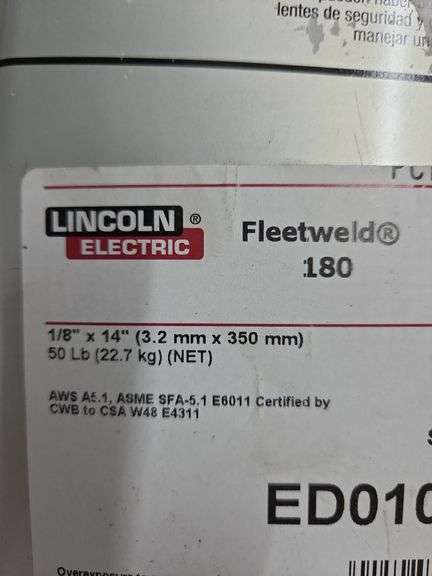 lentes de seguridad y
manejar un
LINCOLN ®
ELECTRIC
Fleetweld®
180
1/8" x 14" (3.2 mm x 350 mm)
50 Lb (22.7 kg) (NET)
AWS A5.1, ASME SFA-5.1 E6011 Certified by
CWB to CSA W48 E4311
ED010